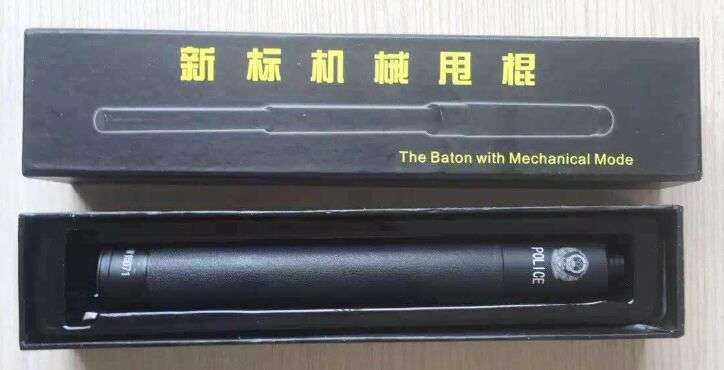 新标机械甩棍
The Baton with Mechanical Mode
POLICE